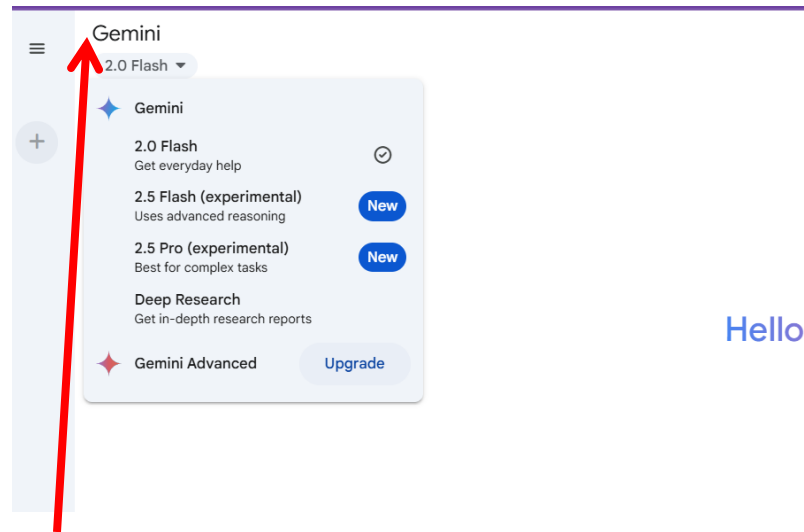 Gemini
2.0 Flash
Gemini
2.0 Flash
Get everyday help
2.5 Flash (experimental)
Uses advanced reasoning
New
2.5 Pro (experimental)
Best for complex tasks
New
Deep Research
Get in-depth research reports
Gemini Advanced
Upgrade
Hello